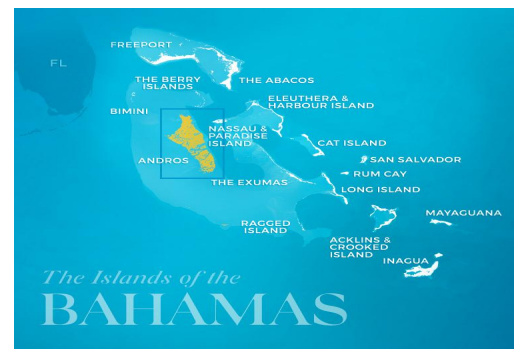 FREEPORT
FL
THE BERRY
ISLANDS
THE ABACOS
BIMINI
ELEUTHERA &
HARBOUR ISLAND
NASSAU &
PARADISE
ISLAND
CAT ISLAND
ANDROS
SAN SALVADOR
RUM CAY
THE EXUMAS
LONG ISLAND
MAYAGUANA
RAGGED
ISLAND
ACKLINS &
CROOKED
ISLAND
INAGUA
The Islands of the
BAHAMAS